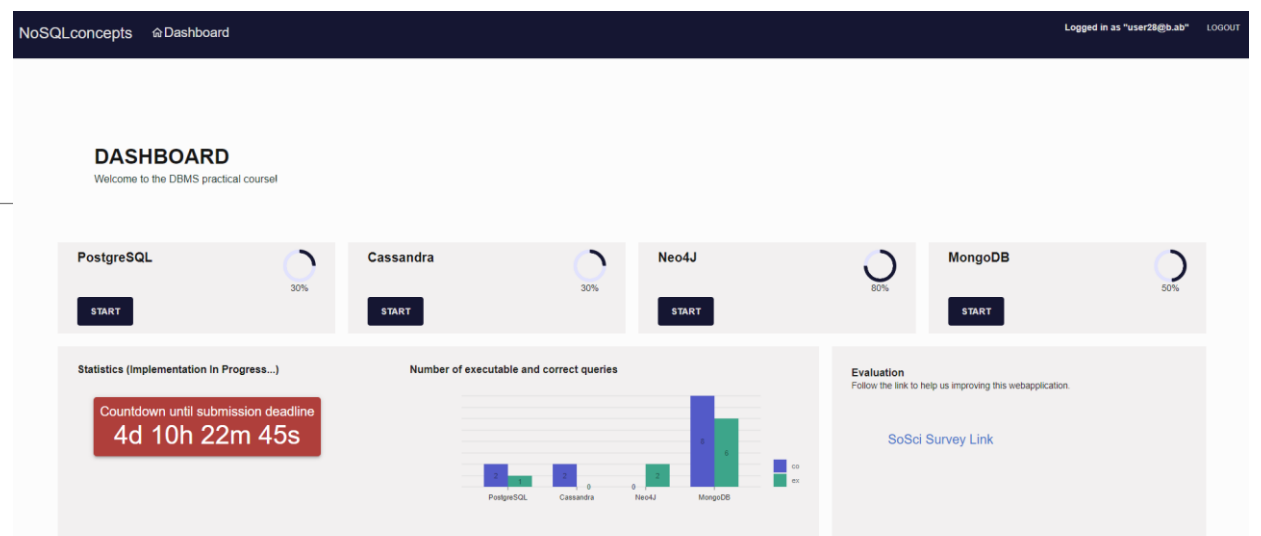 NoSQLconcepts Dashboard Logged in as "user28@b.ab" LOGOUT
DASHBOARD
Welcome to the DBMS practical course!
PostgreSQL
30%
START
Cassandra
30%
START
Neo4J
80%
START
MongoDB
50%
START
Statistics (Implementation In Progress...)
Countdown until submission deadline
4d 10h 22m 45s
Number of executable and correct queries
2 1 2 0 0 2 8 6
PostgreSQL Cassandra Neo4J MongoDB
co
ex
Evaluation
Follow the link to help us improving this webapplication.
SoSci Survey Link